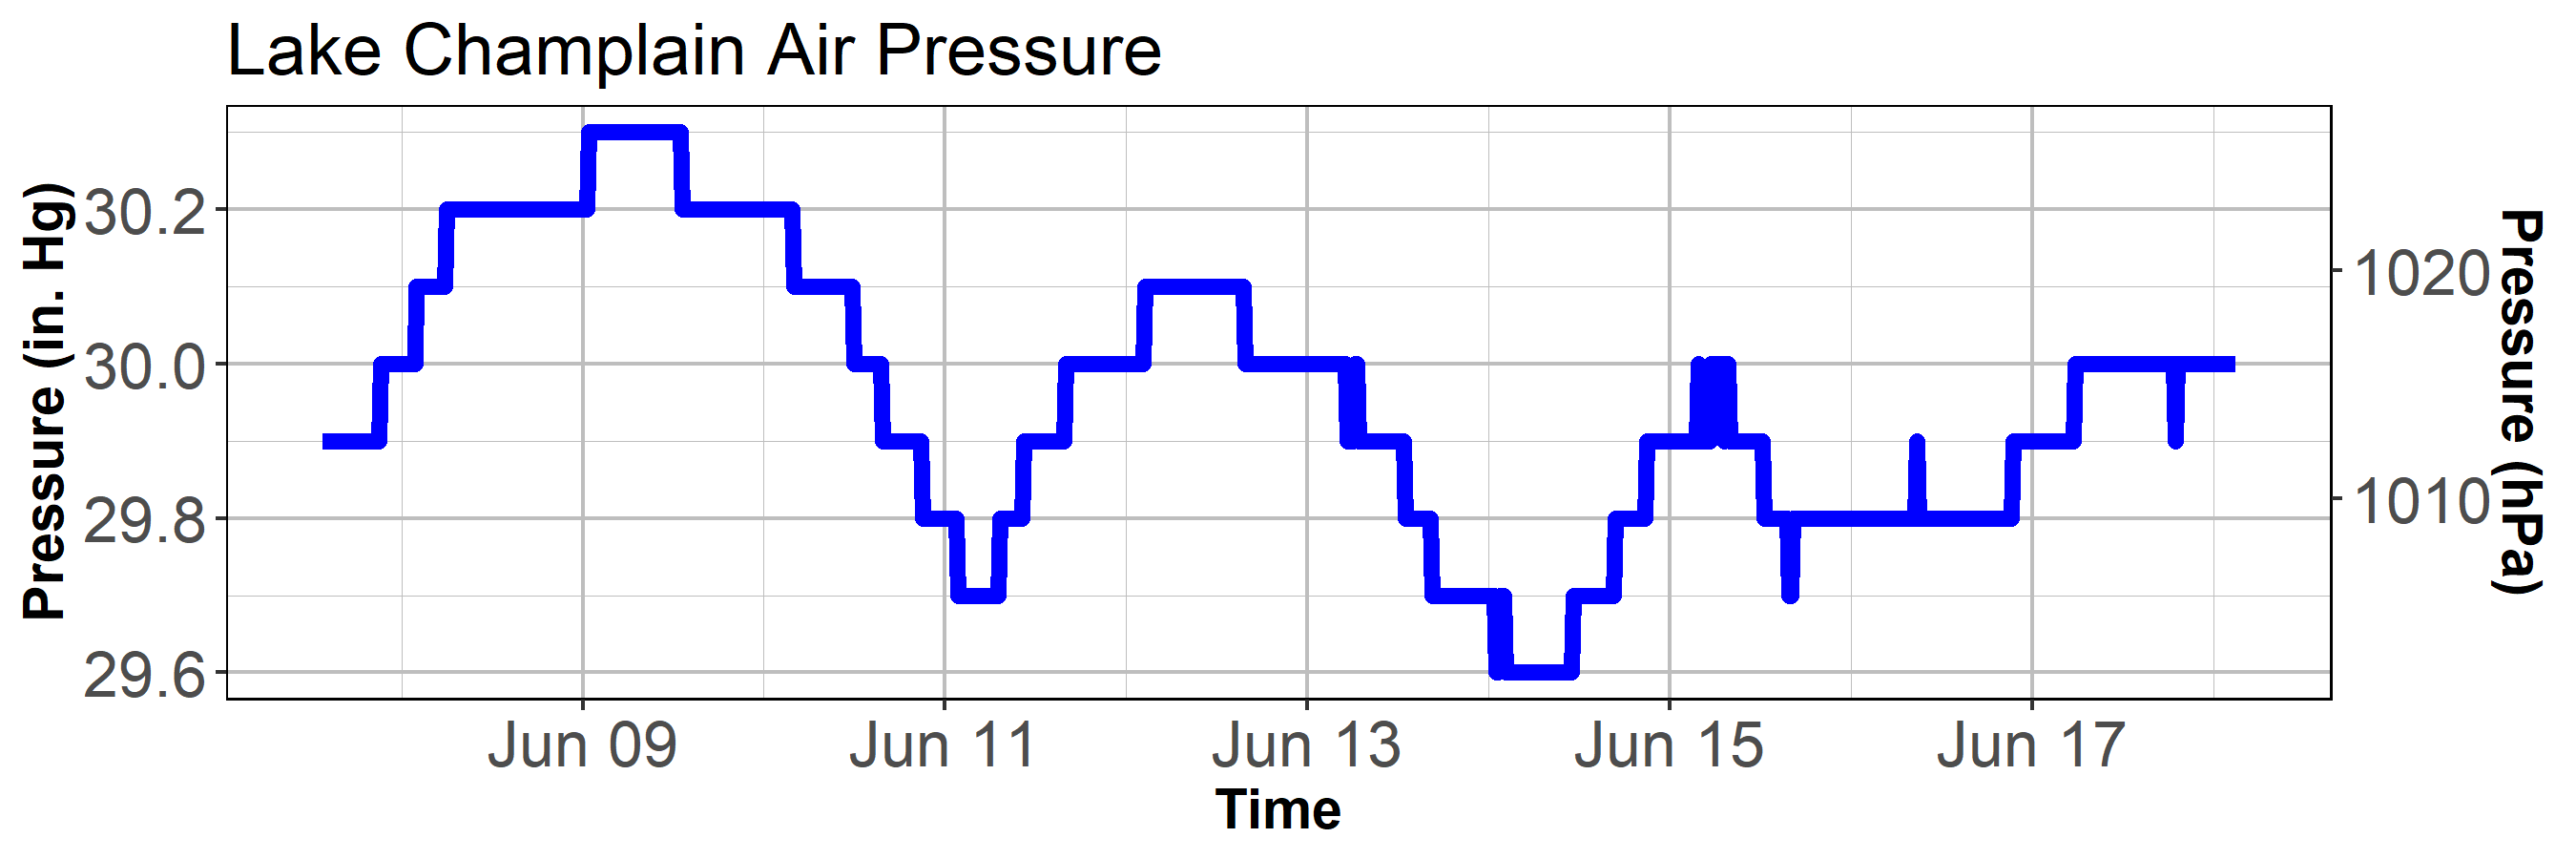 Lake Champlain Air Pressure
Pressure (in. Hg)
30.2
30.0
29.8
29.6
1020
1010
Pressure (hPa)
Jun 09 Jun 11 Jun 13 Jun 15 Jun 17
Time